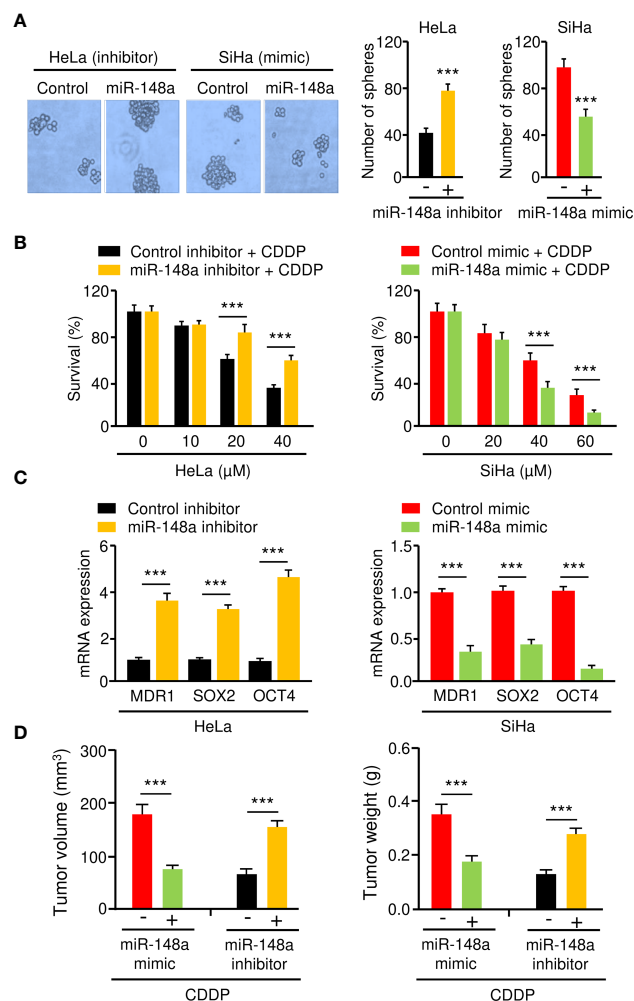 A
HeLa (inhibitor)
SiHa (mimic)
Control
miR-148a
Control
miR-148a
HeLa
Number of spheres
120
80
40
0
***
-
+
miR-148a inhibitor
SiHa
Number of spheres
120
80
40
0
***
-
+
miR-148a mimic
B
Control inhibitor + CDDP
miR-148a inhibitor + CDDP
Survival (%)
120
80
40
0
***
***
0
10
20
40
HeLa (µM)
Control mimic + CDDP
miR-148a mimic + CDDP
Survival (%)
120
80
40
0
***
***
0
20
40
60
SiHa (µM)
C
Control inhibitor
miR-148a inhibitor
mRNA expression
6
4
2
0
***
***
***
MDR1
SOX2
OCT4
HeLa
Control mimic
miR-148a mimic
mRNA expression
1.5
1.0
0.5
0.0
***
***
***
MDR1
SOX2
OCT4
SiHa
D
Tumor volume (mm³)
300
200
100
0
***
***
-
+
-
+
miR-148a
mimic
miR-148a
inhibitor
CDDP
Tumor weight (g)
0.6
0.4
0.2
0.0
***
***
-
+
-
+
miR-148a
mimic
miR-148a
inhibitor
CDDP